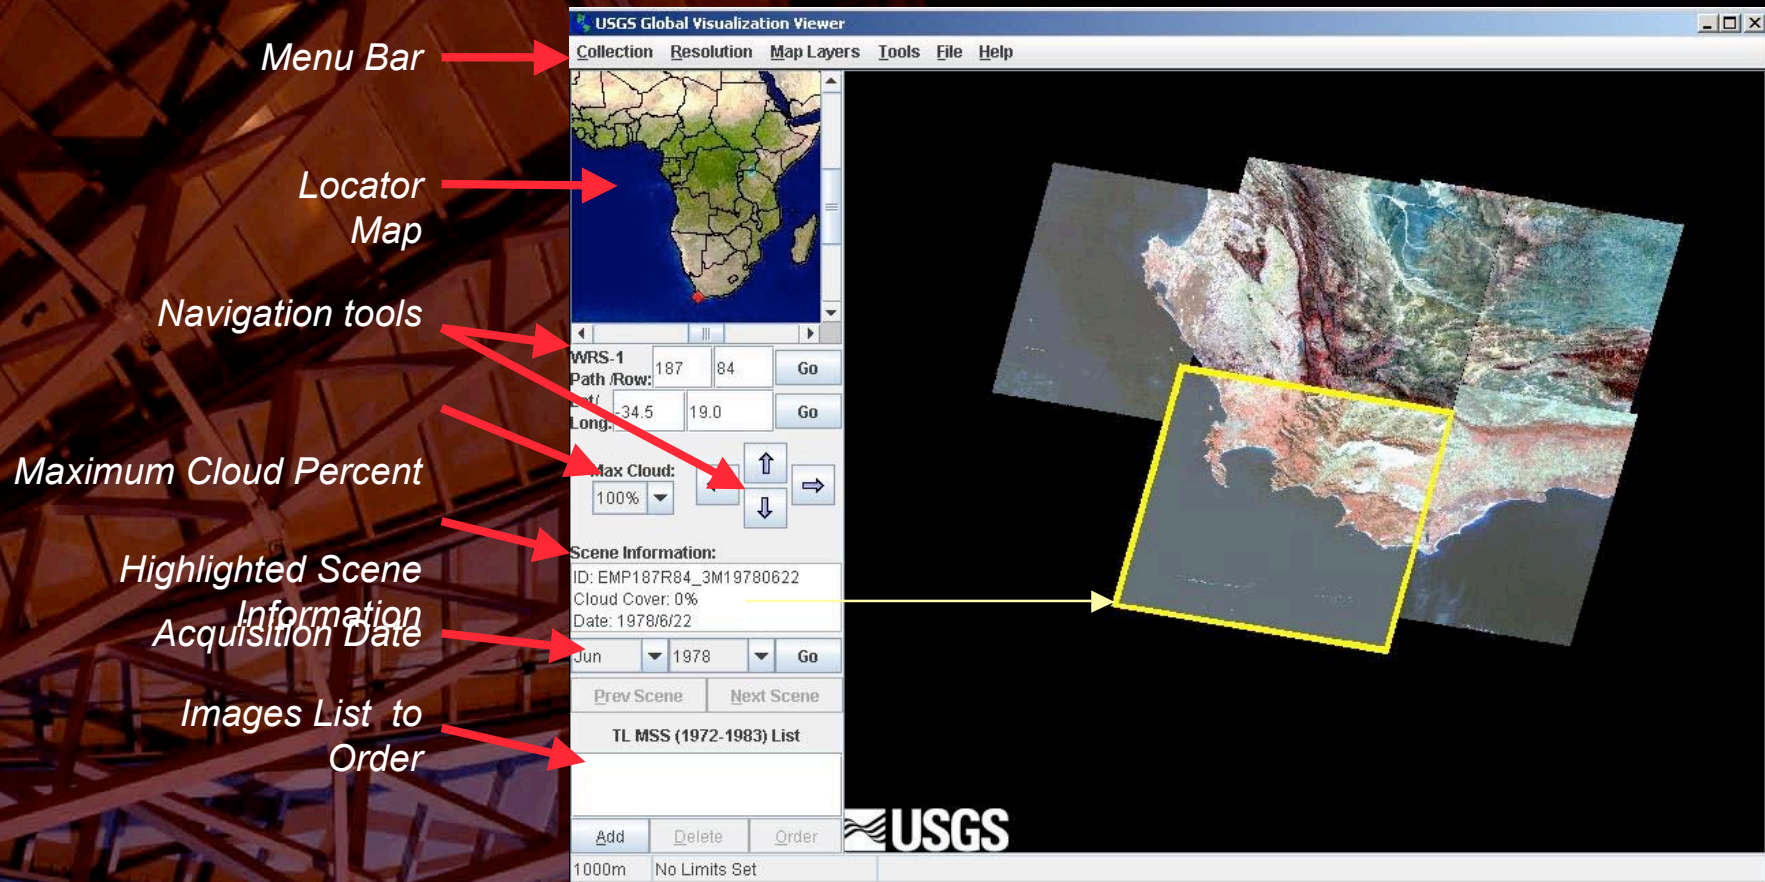 Menu Bar
Locator
Map
Navigation tools
Maximum Cloud Percent
Highlighted Scene
Information
Acquisition Date
Images List to
Order
USGS Global Visualization Viewer
Collection Resolution Map Layers Tools File Help
WRS-1
Path /Row: 187 84 Go
Lat/
Long: -34.5 19.0 Go
Max Cloud:
100%
Scene Information:
ID: EMP187R84_3M19780622
Cloud Cover: 0%
Date: 1978/6/22
Jun 1978 Go
Prev Scene Next Scene
TL MSS (1972-1983) List
Add Delete Order
USGS
1000m No Limits Set